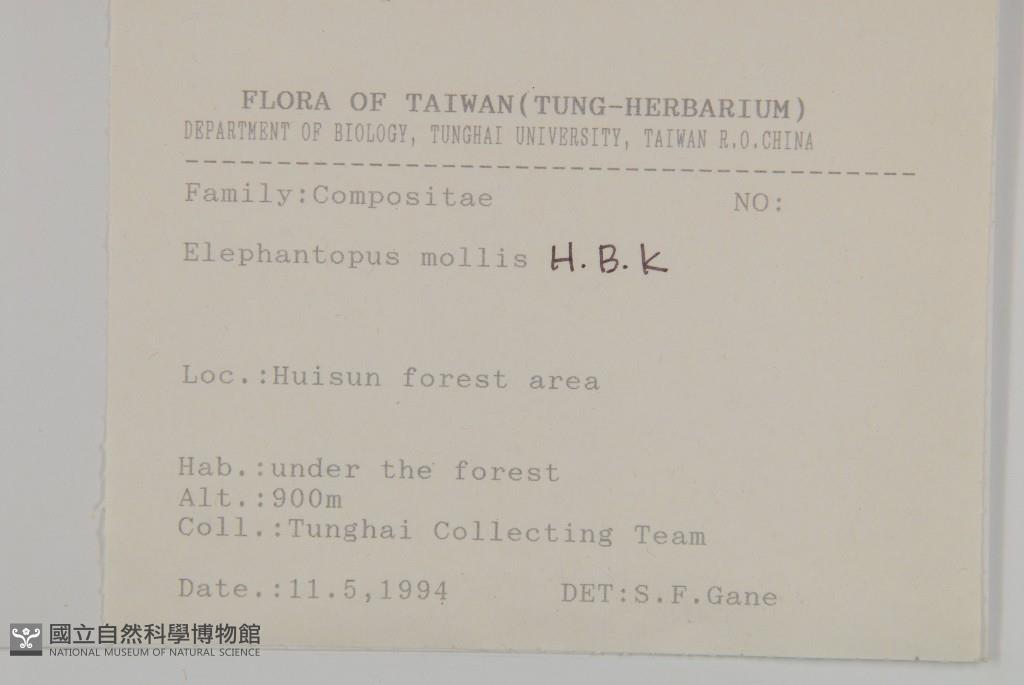 FLORA OF TAIWAN(TUNG-HERBARIUM)
DEPARTMENT OF BIOLOGY, TUNGHAI UNIVERSITY, TAIWAN R.O.CHINA
Family:Compositae NO:
Elephantopus mollis H.B.K
Loc.:Huisun forest area
Hab.:under the forest
Alt.:900m
Coll.:Tunghai Collecting Team
Date.:11.5,1994 DET:S.F.Gane
國立自然科學博物館
NATIONAL MUSEUM OF NATURAL SCIENCE